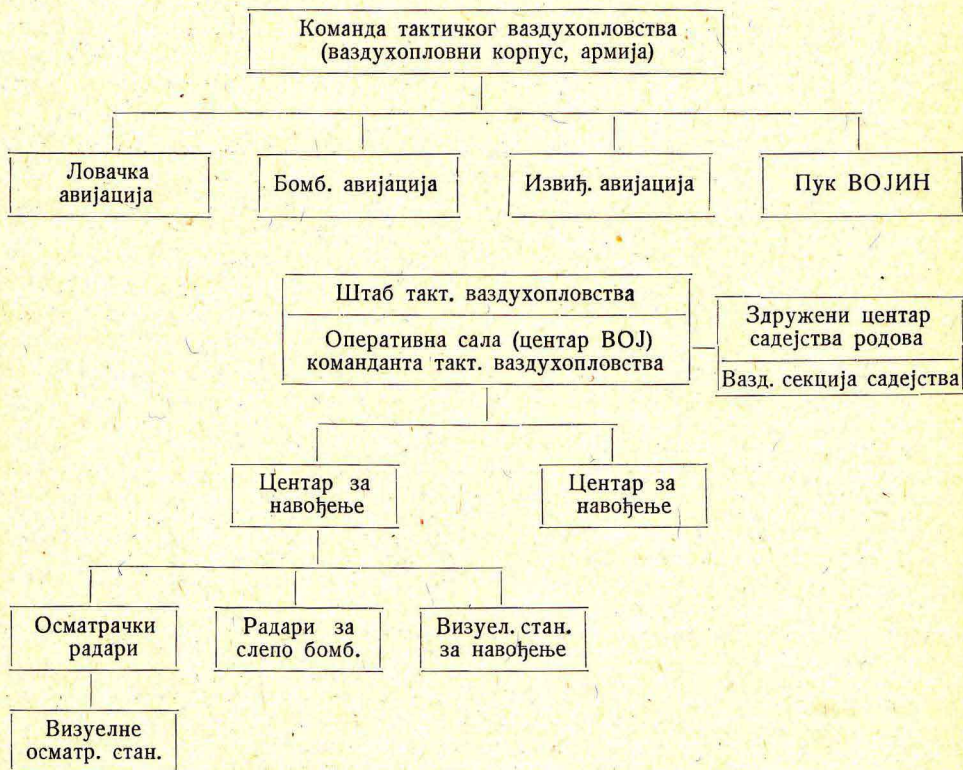 Команда тактичког ваздухопловства
(ваздухопловни корпус, армија)
Ловачка
авијација
Бомб. авијација
Извиђ. авијација
Пук ВОЈИН
Штаб такт. ваздухопловства
Оперативна сала (центар ВОЈ)
команданта такт. ваздухопловства
Здружени центар
садејства родова
Вазд. секција садејства
Центар за
навођење
Центар за
навођење
Осматрачки
радари
Радари за
слепо бомб.
Визуел. стан.
за навођење
Визуелне
осматр. стан.